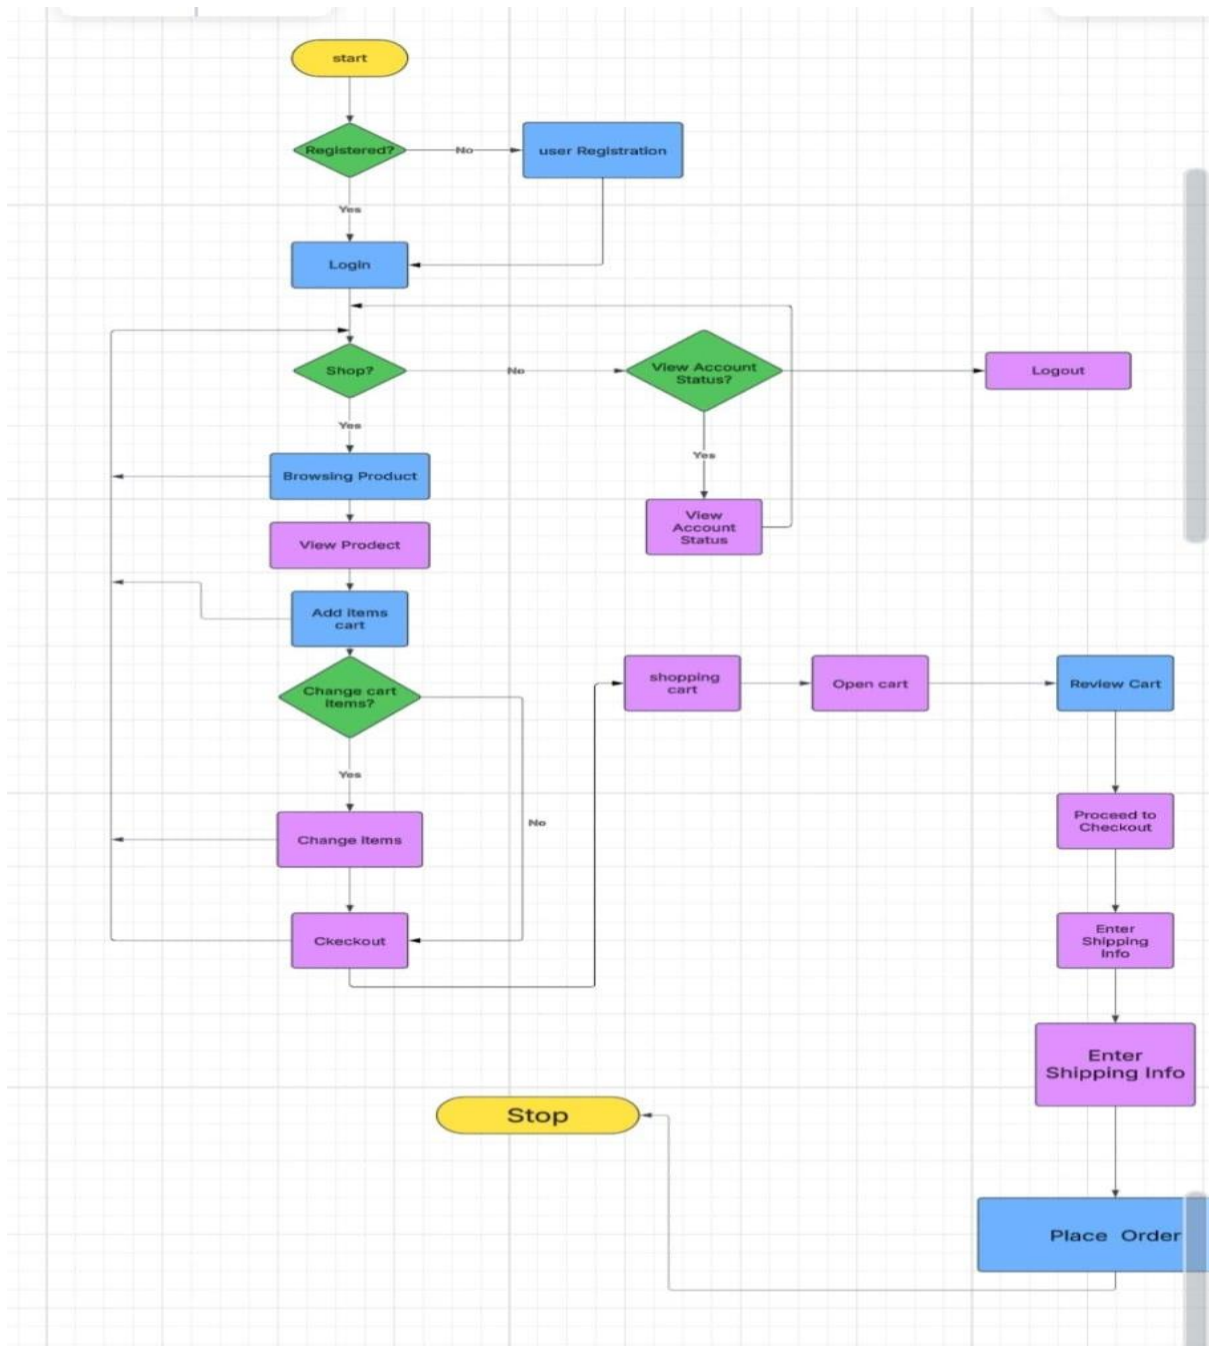 start
Registered?
No
user Registration
Yes
Login
Shop?
No
View Account
Status?
Logout
Yes
Browsing Product
Yes
View
Account
Status
View Prodect
Add items
cart
Change cart
items?
shopping
cart
Open cart
Review Cart
Yes
No
Change items
Proceed to
Checkout
Ckeckout
Enter
Shipping
Info
Enter
Shipping Info
Stop
Place Order